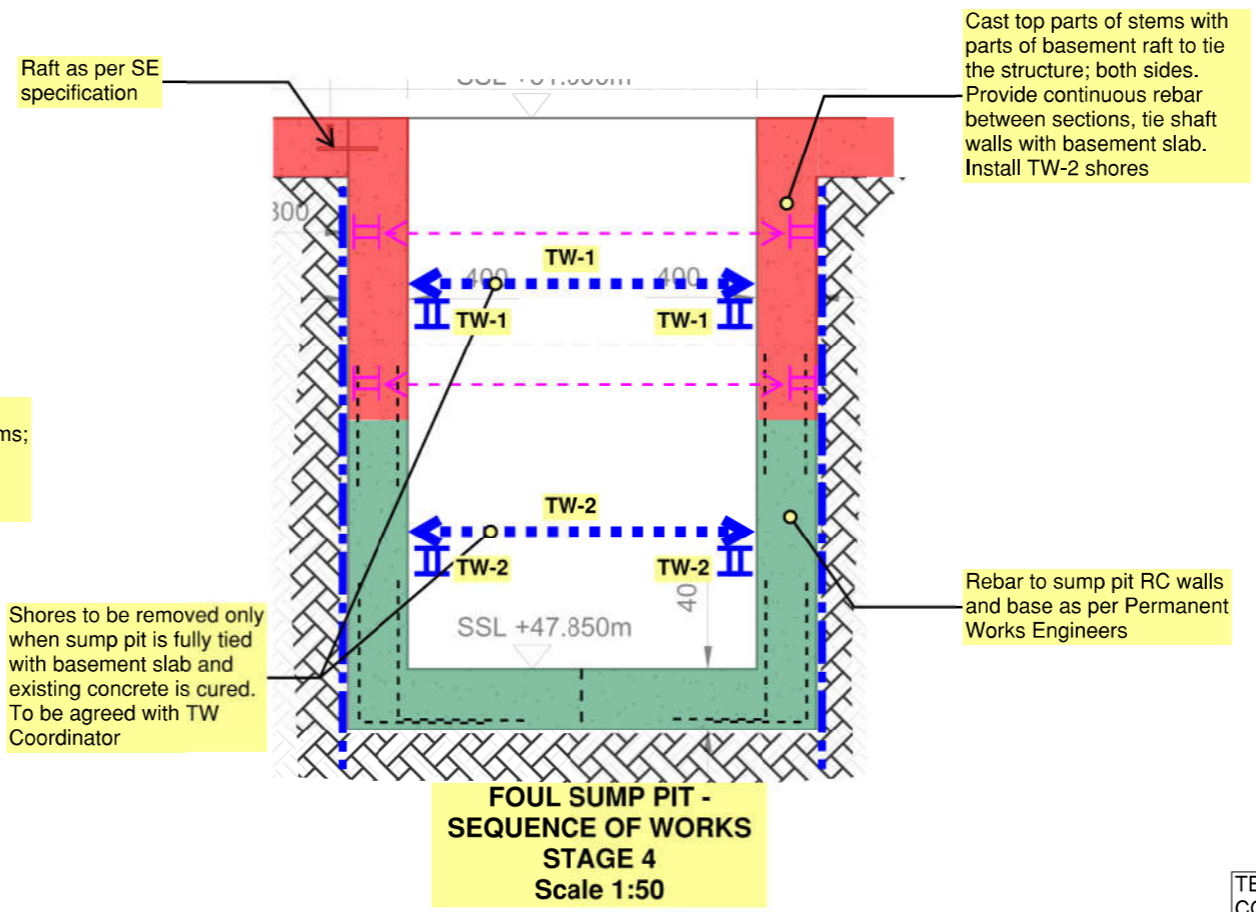 Cast top parts of stems with
parts of basement raft to tie
the structure; both sides.
Provide continuous rebar
between sections, tie shaft
walls with basement slab.
Install TW-2 shores
Raft as per SE
specification
400
400
TW-1
TW-1
TW-1
ms;
TW-2
TW-2
TW-2
40
SSL +47.850m
Rebar to sump pit RC walls
and base as per Permanent
Works Engineers
Shores to be removed only
when sump pit is fully tied
with basement slab and
existing concrete is cured.
To be agreed with TW
Coordinator
40
FOUL SUMP PIT -
SEQUENCE OF WORKS
STAGE 4
Scale 1:50